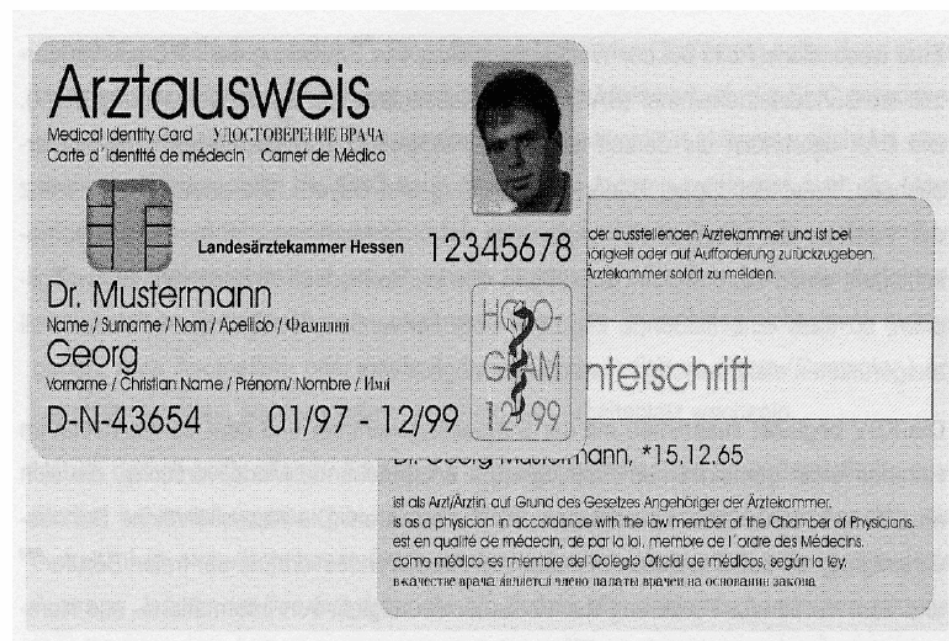 Arztausweis
Medical Identity Card УДОСТОВЕРЕНИЕ ВРАЧА
Carte d´Identité de médecin Carnet de Médico
Landesärztekammer Hessen 12345678
Dr. Mustermann
Name / Surname / Nom / Apellido / Фамилии
Georg
Vorname / Christian Name / Prénom/ Nombre / Имя
D-N-43654 01/97 - 12/99
HOLO-
GRAM
12 99
der ausstellenden Ärztekammer und ist bei
hörigkeit oder auf Aufforderung zurückzugeben.
Ärztekammer sofort zu melden.
nterschrift
Dr. Georg Mustermann, *15.12.65
ist als Arzt/Ärztin auf Grund des Gesetzes Angehöriger der Ärztekammer.
is as a physician in accordance with the law member of the Chamber of Physicians.
est en qualité de médecin, de par la loi, membre de l´ordre des Médecins.
como médico es miembro del Colegio Oficial de médicos, según la ley.
в качестве врача является члено палаты врачеи на основании закона